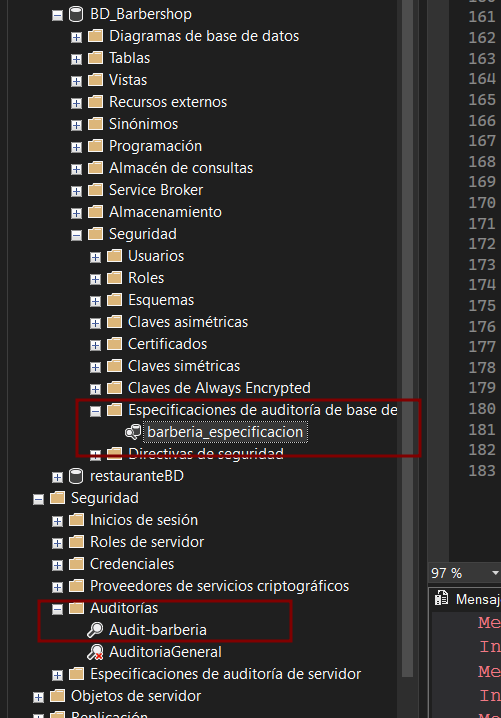 BD_Barbershop
Diagramas de base de datos
Tablas
Vistas
Recursos externos
Sinónimos
Programación
Almacén de consultas
Service Broker
Almacenamiento
Seguridad
Usuarios
Roles
Esquemas
Claves asimétricas
Certificados
Claves simétricas
Claves de Always Encrypted
Especificaciones de auditoría de base de
barberia_especificacion
Directivas de seguridad
restauranteBD
Seguridad
Inicios de sesión
Roles de servidor
Credenciales
Proveedores de servicios criptográficos
Auditorías
Audit-barberia
AuditoriaGeneral
Especificaciones de auditoría de servidor
Objetos de servidor
Replicación
161
162
163
164
165
166
167
168
169
170
171
172
173
174
175
176
177
178
179
180
181
182
183
97 %
Mensaj
Me
In
Me
In